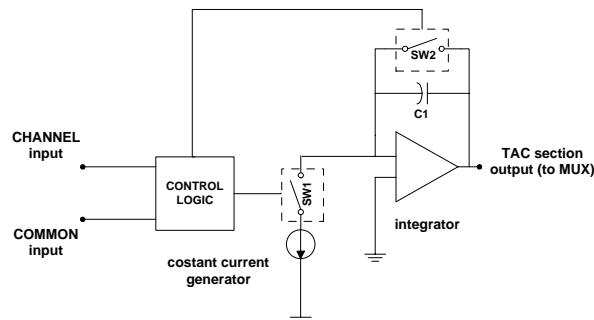 SW2
C1
CHANNEL
input
CONTROL
LOGIC
SW1
TAC section
output (to MUX)
integrator
COMMON
input
costant current
generator